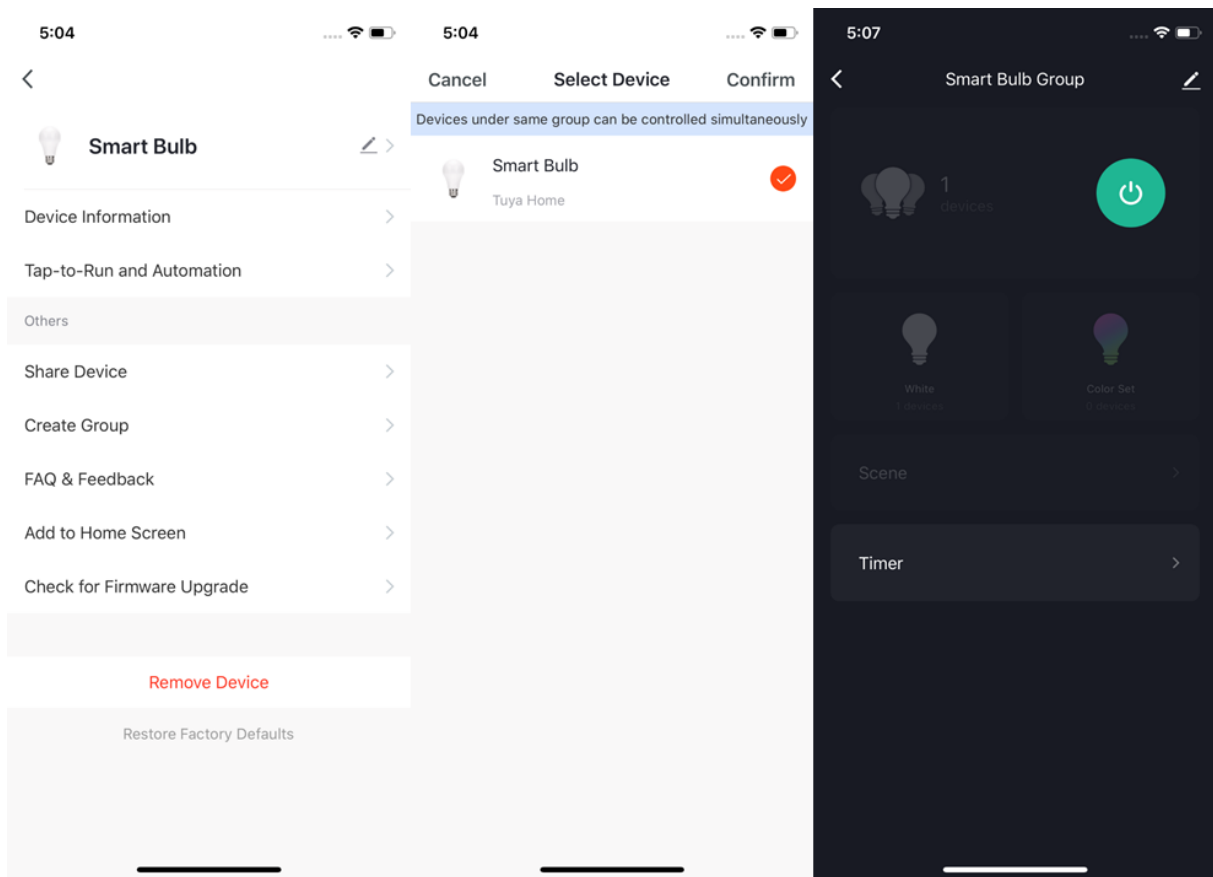 5:04
Smart Bulb
Device Information
Tap-to-Run and Automation
Others
Share Device
Create Group
FAQ & Feedback
Add to Home Screen
Check for Firmware Upgrade
Remove Device
Restore Factory Defaults
5:04
Cancel Select Device Confirm
Devices under same group can be controlled simultaneously
Smart Bulb
Tuya Home
5:07
Smart Bulb Group
1
devices
White
1 devices
Color Set
0 devices
Scene
Timer